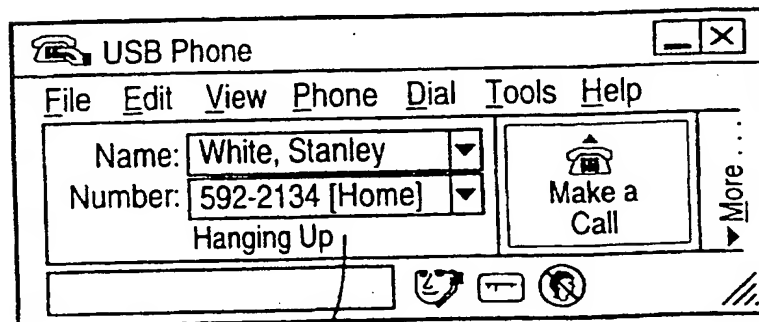 USB Phone
File Edit View Phone Dial Tools Help
Name: White, Stanley
Number: 592-2134 [Home]
Hanging Up
Make a
Call
More...